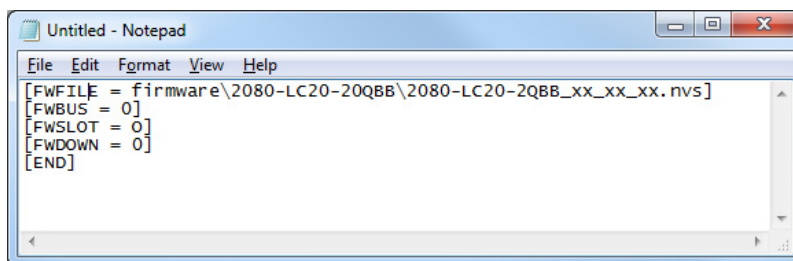 Untitled - Notepad
File Edit Format View Help
[FWFILE = firmware\2080-LC20-20QBB\2080-LC20-2QBB_xx_xx_xx.nvs]
[FWBUS = 0]
[FWSLOT = 0]
[FWDOWN = 0]
[END]